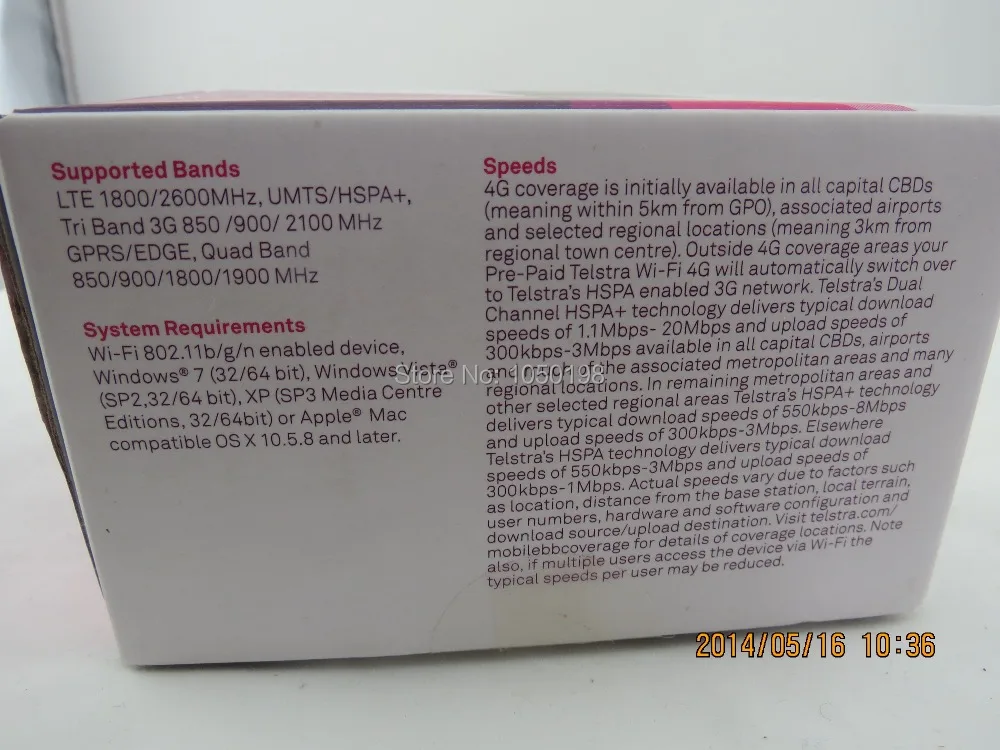 Supported Bands
LTE 1800/2600MHz, UMTS/HSPA+,
Tri Band 3G 850 /900/ 2100 MHz
GPRS/EDGE, Quad Band
850/900/1800/1900 MHz
System Requirements
Wi-Fi 802.11b/g/n enabled device,
Windows® 7 (32/64 bit), Windows Vista®
(SP2,32/64 bit), XP (SP3 Media Centre
Editions, 32/64bit) or Apple® Mac
compatible OS X 10.5.8 and later.
Speeds
4G coverage is initially available in all capital CBDs
(meaning within 5km from GPO), associated airports
and selected regional locations (meaning 3km from
regional town centre). Outside 4G coverage areas your
Pre-Paid Telstra Wi-Fi 4G will automatically switch over
to Telstra's HSPA enabled 3G network. Telstra's Dual
Channel HSPA+ technology delivers typical download
speeds of 1.1Mbps- 20Mbps and upload speeds of
300kbps-3Mbps available in all capital CBDs, airports
and much of the associated metropolitan areas and many
regional locations. In remaining metropolitan areas and
other selected regional areas Telstra's HSPA+ technology
delivers typical download speeds of 550kbps-8Mbps
and upload speeds of 300kbps-3Mbps. Elsewhere
Telstra's HSPA technology delivers typical download
speeds of 550kbps-3Mbps and upload speeds of
300kbps-1Mbps. Actual speeds vary due to factors such
as location, distance from the base station, local terrain,
user numbers, hardware and software configuration and
download source/upload destination. Visit telstra.com/
mobilebbcoverage for details of coverage locations. Note
also, if multiple users access the device via Wi-Fi the
typical speeds per user may be reduced.
Store No: 1050198
2014/05/16 10:36